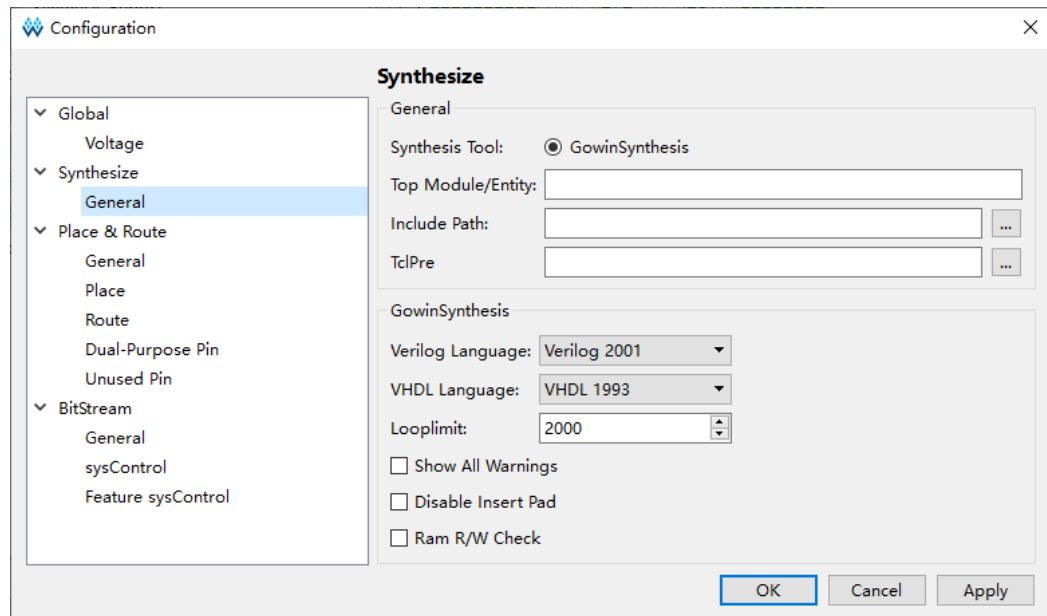 Configuration
Synthesize
Global
Voltage
Synthesize
General
Place & Route
General
Place
Route
Dual-Purpose Pin
Unused Pin
BitStream
General
sysControl
Feature sysControl
General
Synthesis Tool: GowinSynthesis
Top Module/Entity:
Include Path: ...
TclPre ...
GowinSynthesis
Verilog Language: Verilog 2001
VHDL Language: VHDL 1993
Looplimit: 2000
Show All Warnings
Disable Insert Pad
Ram R/W Check
OK Cancel Apply